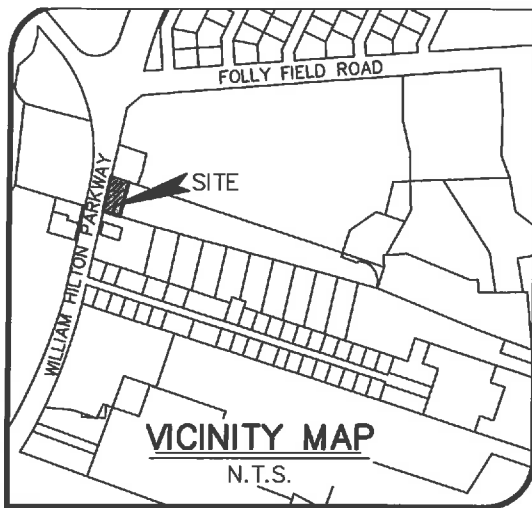 FOLLY FIELD ROAD
SITE
WILLIAM HILTON PARKWAY
VICINITY MAP
N.T.S.